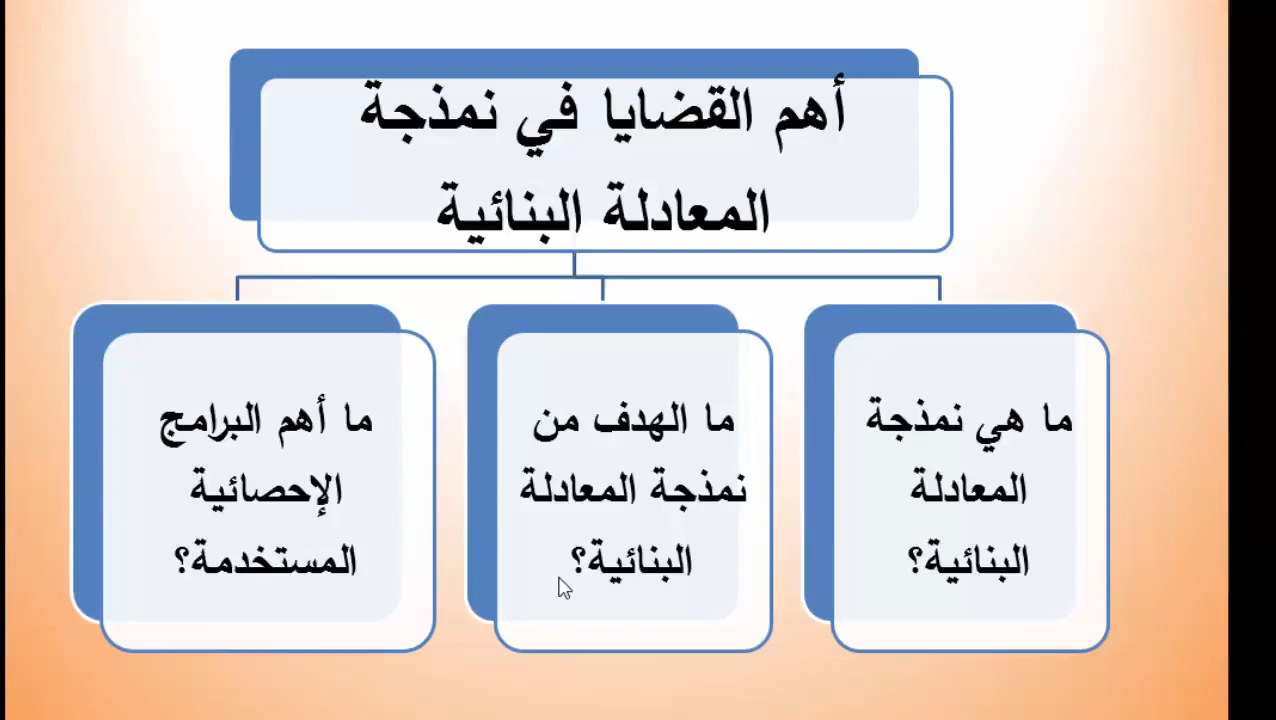 أهم القضايا في نمذجة
المعادلة البنائية
ما هي نمذجة
المعادلة
البنائية؟
ما الهدف من
نمذجة المعادلة
البنائية؟
ما أهم البرامج
الإحصائية
المستخدمة؟